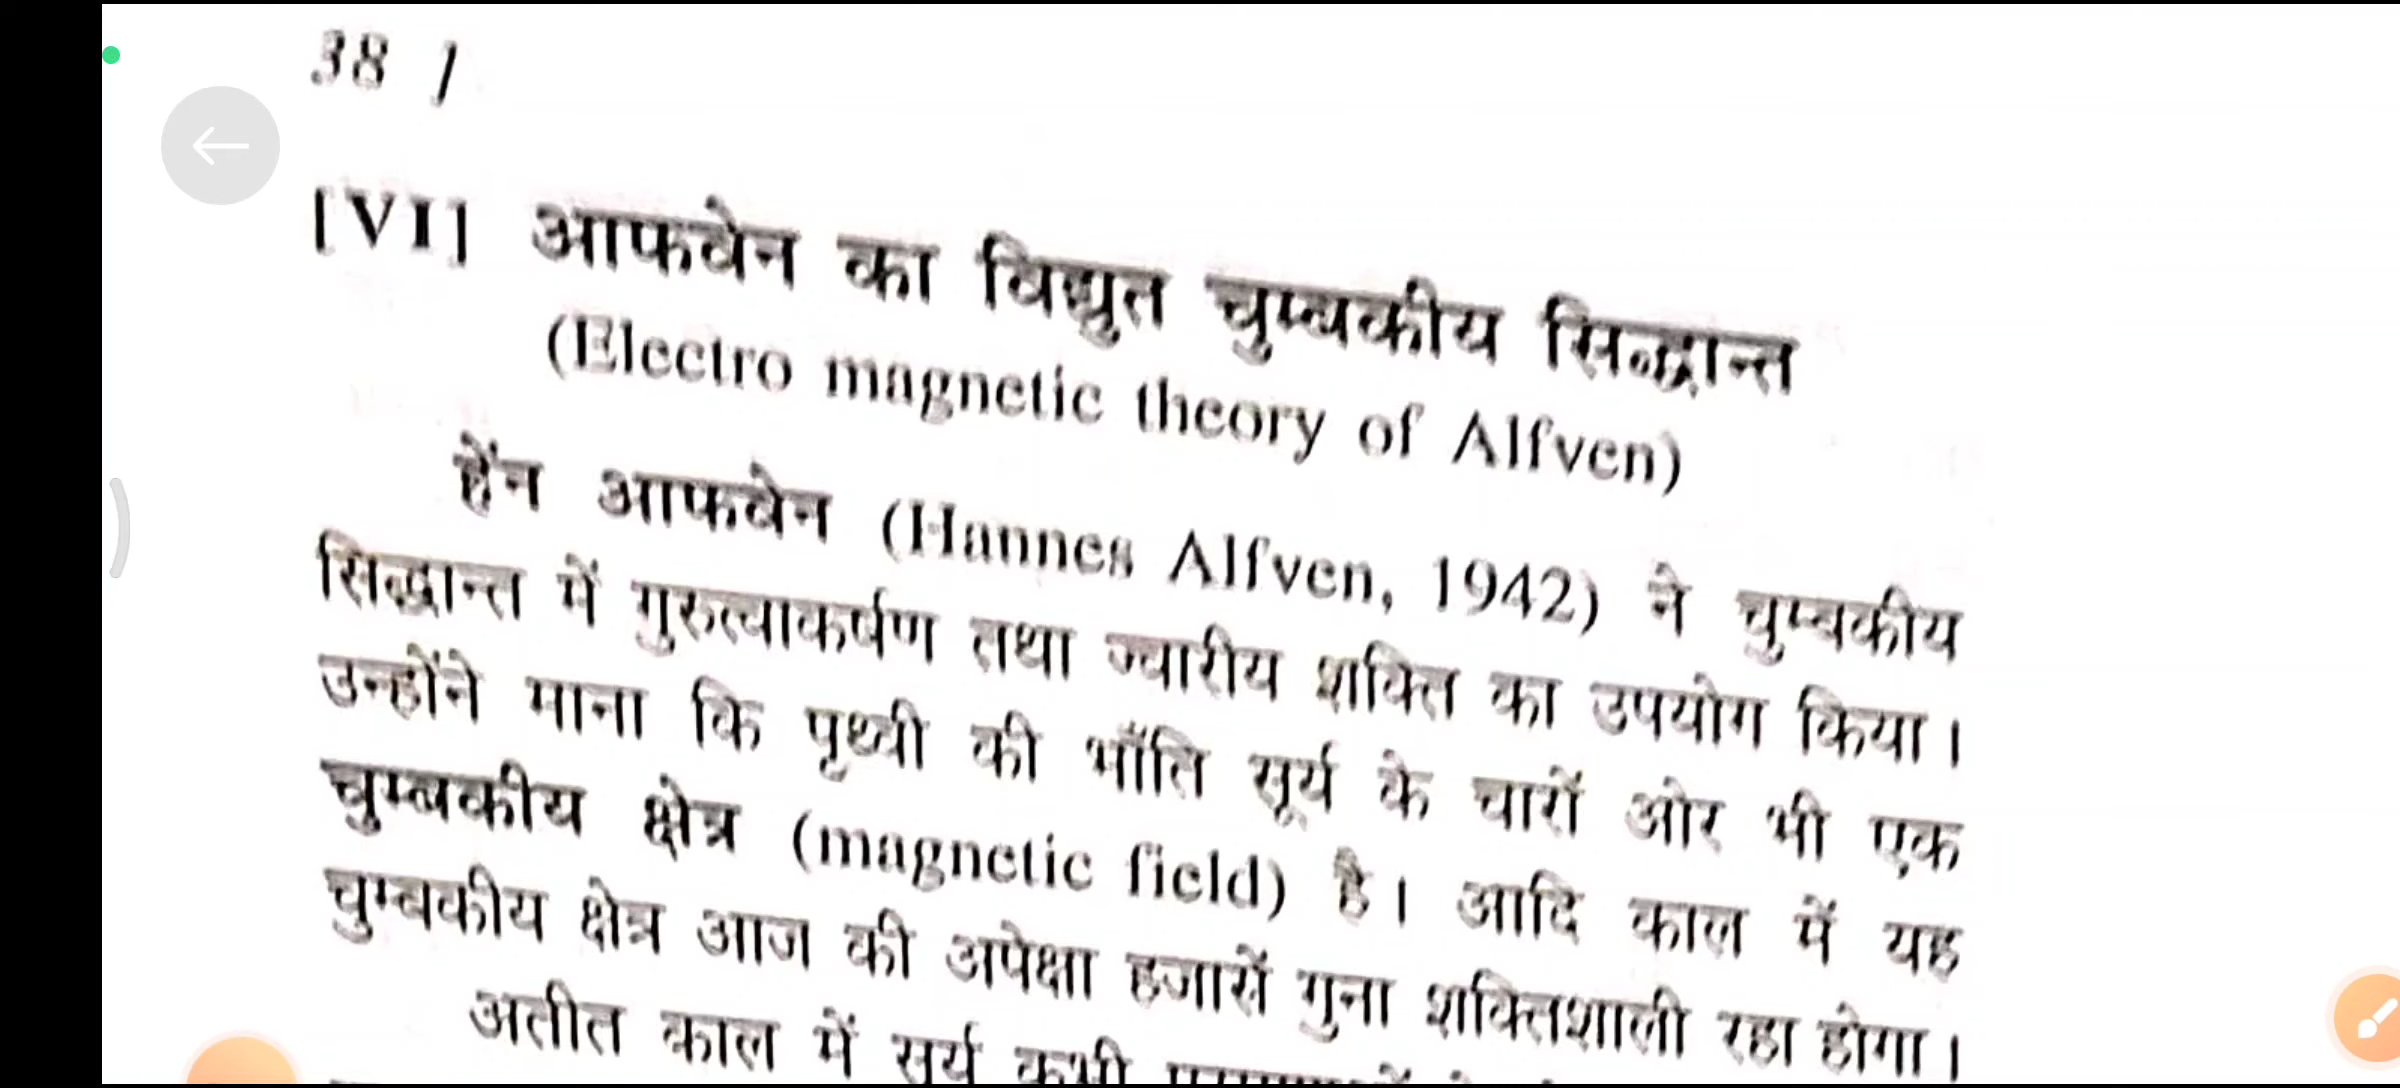 38 ]
[VI] आफवेन का विद्युत चुम्बकीय सिद्धान्त
(Electro magnetic theory of Alfven)
हेंन आफवेन (Hannes Alfven, 1942) ने चुम्बकीय
सिद्धान्त में गुरुत्वाकर्षण तथा ज्वारीय शक्ति का उपयोग किया।
उन्होंने माना कि पृथ्वी की भाँति सूर्य के चारों ओर भी एक
चुम्बकीय क्षेत्र (magnetic field) है। आदि काल में यह
चुम्बकीय क्षेत्र आज की अपेक्षा हजारों गुना शक्तिशाली रहा होगा।
अतीत काल में सूर्य कभी